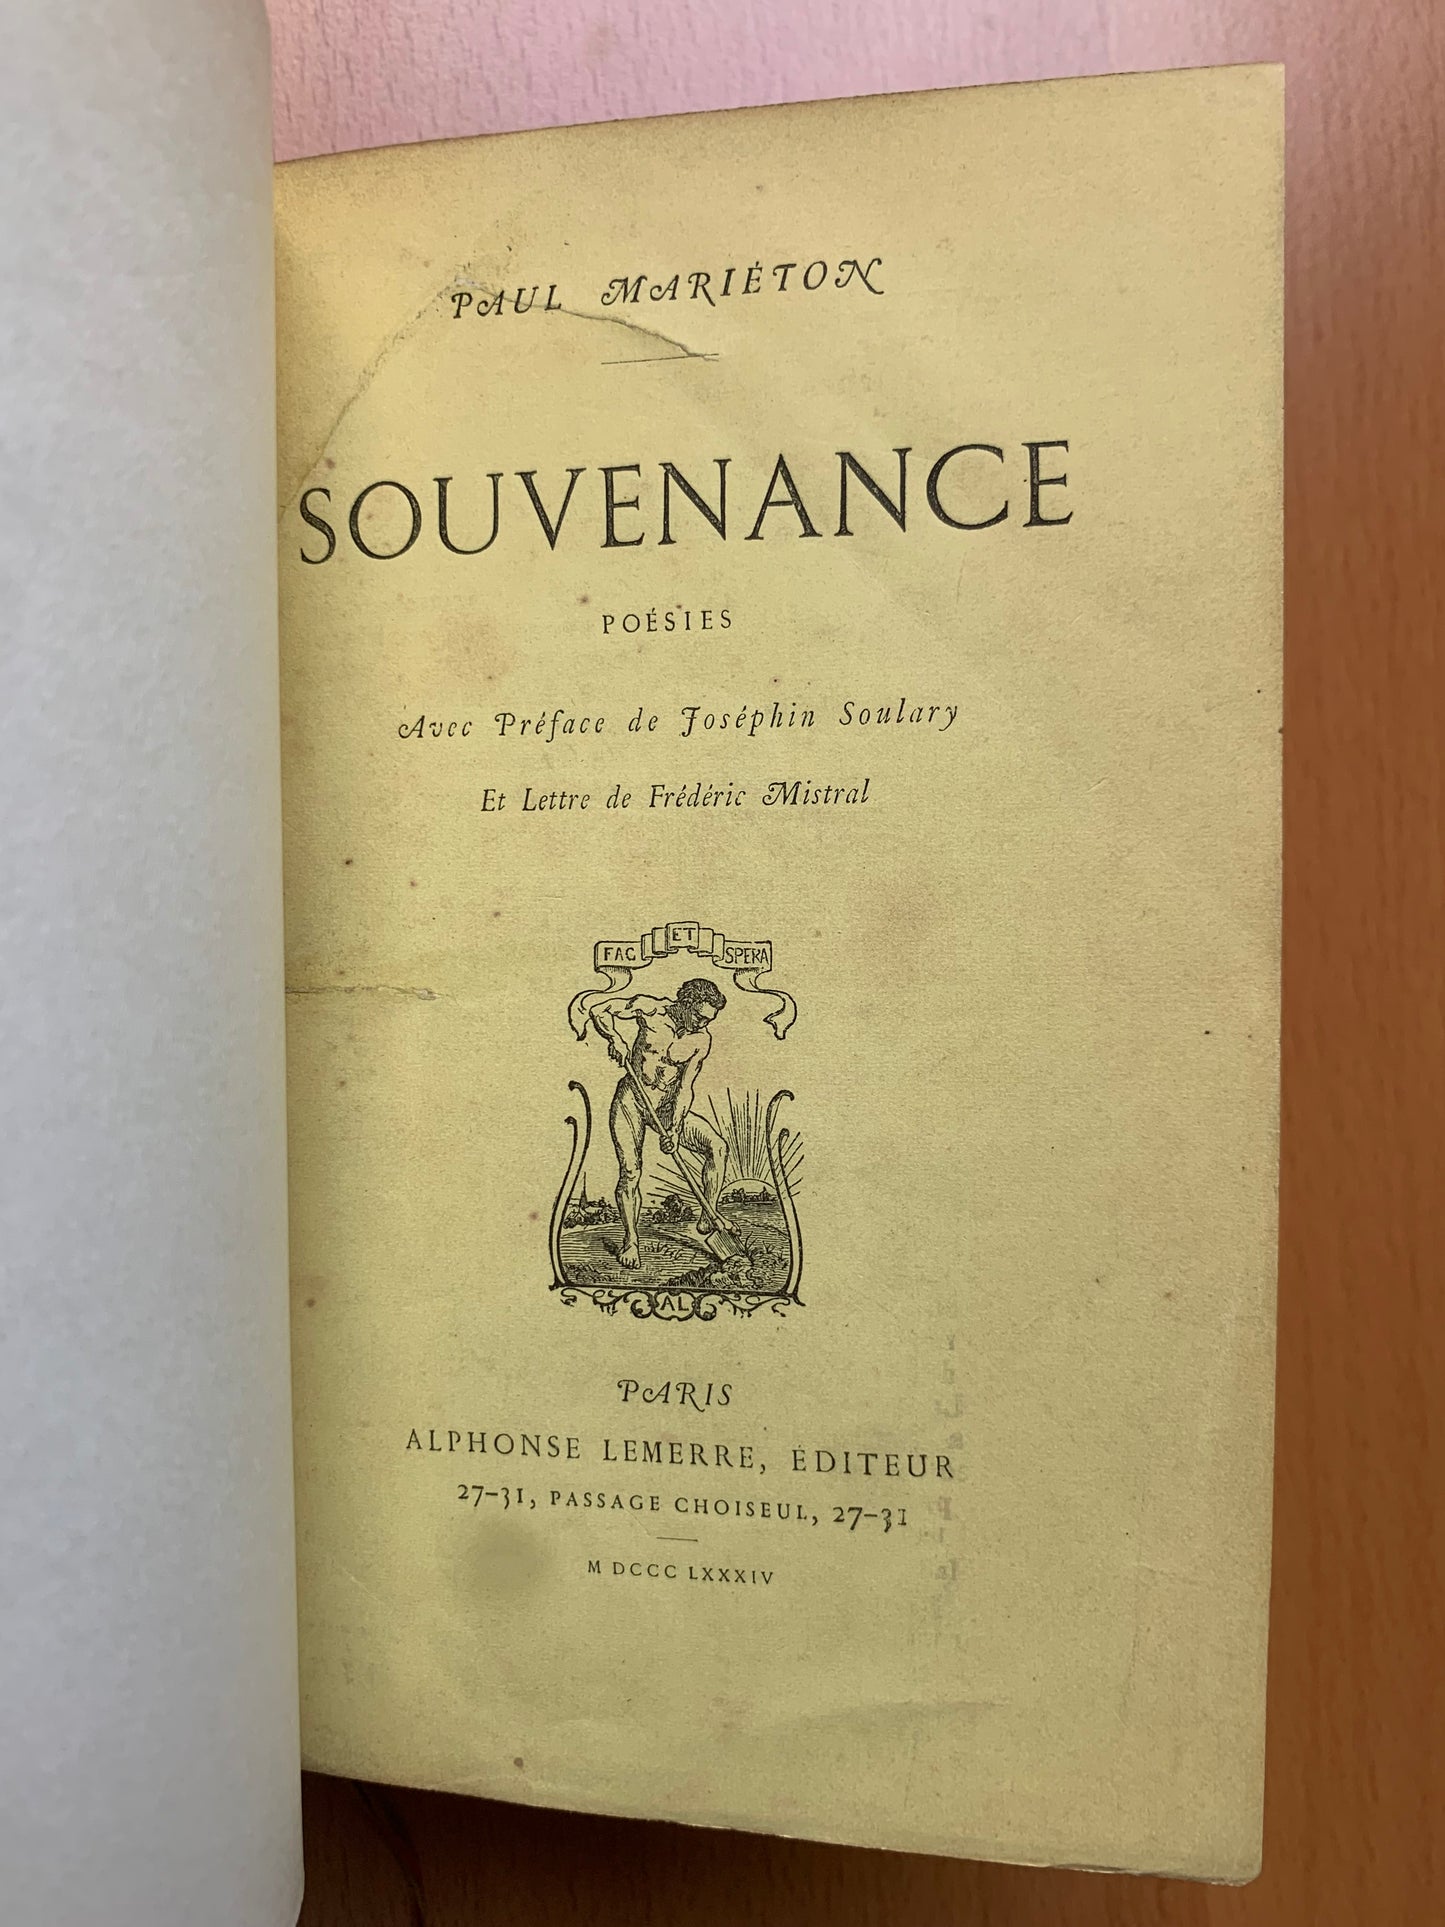 PAUL MARIÉTON
SOUVENANCE
POÉSIES
Avec Préface de Joséphin Soulary
Et Lettre de Frédéric Mistral
FAC ET SPERA
AL
PARIS
ALPHONSE LEMERRE, ÉDITEUR
27–31, PASSAGE CHOISEUL, 27–31
M DCCC LXXXIV